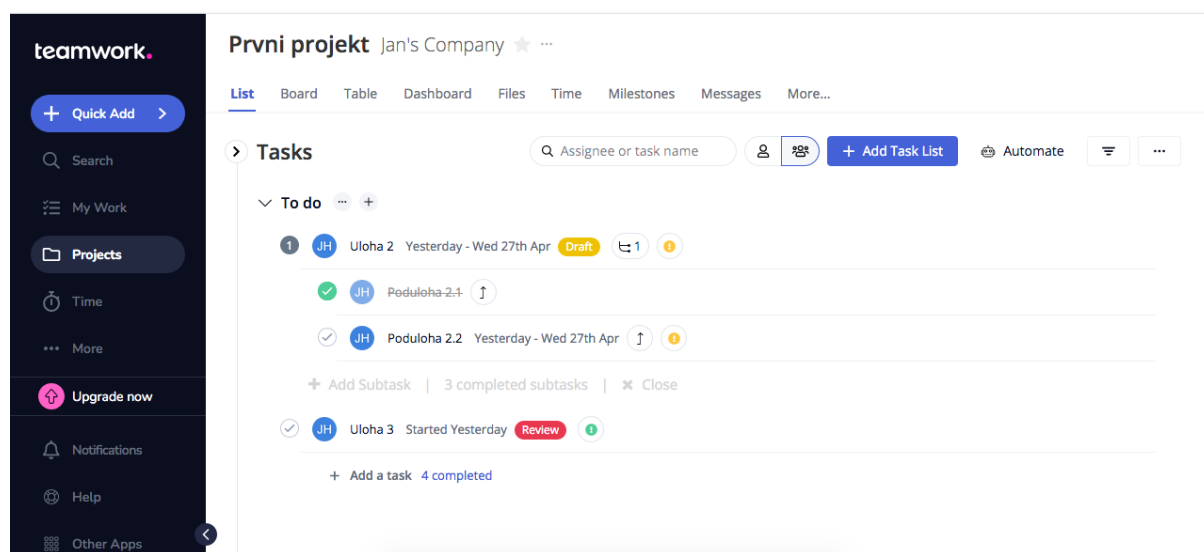 teamwork.
Quick Add
Search
My Work
Projects
Time
More
Upgrade now
Notifications
Help
Other Apps
Prvni projekt Jan's Company
List Board Table Dashboard Files Time Milestones Messages More...
Tasks
Assignee or task name
+ Add Task List
Automate
To do
1 JH Uloha 2 Yesterday - Wed 27th Apr Draft 1
JH Poduloha 2.1
JH Poduloha 2.2 Yesterday - Wed 27th Apr
+ Add Subtask | 3 completed subtasks | × Close
JH Uloha 3 Started Yesterday Review
+ Add a task 4 completed